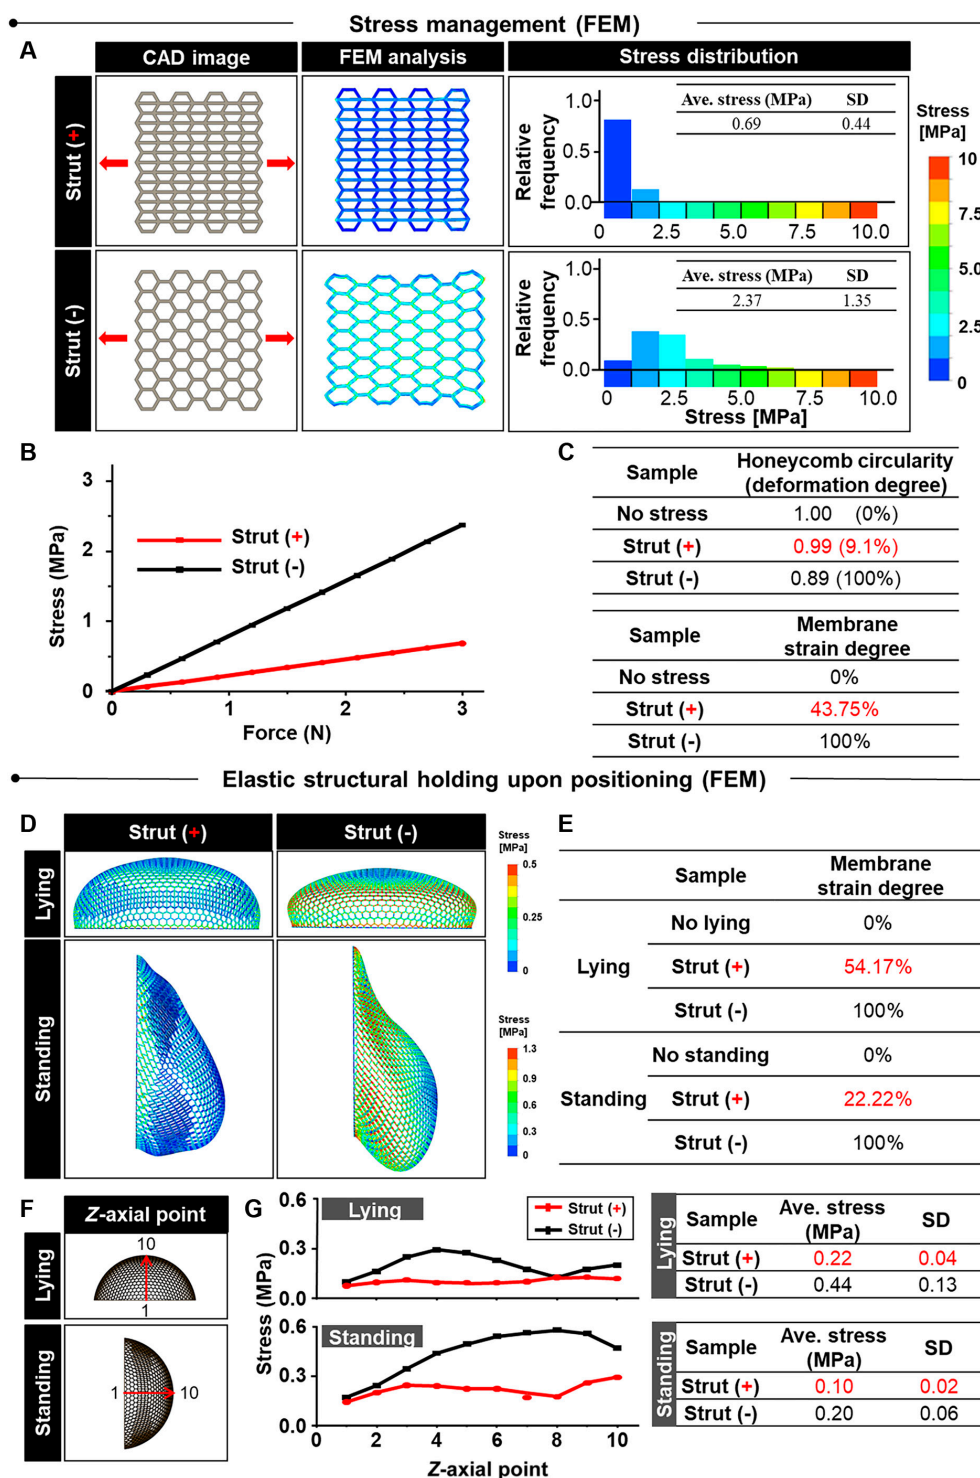 Stress management (FEM)
A
CAD image
FEM analysis
Stress distribution
Strut (+)
Relative frequency
1.0
0.5
0.0
Ave. stress (MPa) SD
0.69 0.44
0 2.5 5.0 7.5 10.0
Stress [MPa]
10
7.5
5.0
2.5
0
Strut (-)
Relative frequency
1.0
0.5
0.0
Ave. stress (MPa) SD
2.37 1.35
0 2.5 5.0 7.5 10.0
Stress [MPa]
B
Stress (MPa)
3
2
1
0
Strut (+)
Strut (-)
0 1 2 3
Force (N)
C
Sample Honeycomb circularity
(deformation degree)
No stress 1.00 (0%)
Strut (+) 0.99 (9.1%)
Strut (-) 0.89 (100%)
Sample Membrane
strain degree
No stress 0%
Strut (+) 43.75%
Strut (-) 100%
Elastic structural holding upon positioning (FEM)
D
Strut (+)
Strut (-)
Lying
Stress
[MPa]
0.5
0.25
0
Standing
Stress
[MPa]
1.3
0.9
0.6
0.3
0
E
Sample Membrane
strain degree
No lying 0%
Lying Strut (+) 54.17%
Strut (-) 100%
No standing 0%
Standing Strut (+) 22.22%
Strut (-) 100%
F
Z-axial point
Lying
10
1
Standing
1 10
G
Stress (MPa)
0.6
0.3
0.0
Lying
Strut (+)
Strut (-)
0.6
0.3
0.0
Standing
0 2 4 6 8 10
Z-axial point
Lying
Sample Ave. stress SD
(MPa)
Strut (+) 0.22 0.04
Strut (-) 0.44 0.13
Standing
Sample Ave. stress SD
(MPa)
Strut (+) 0.10 0.02
Strut (-) 0.20 0.06